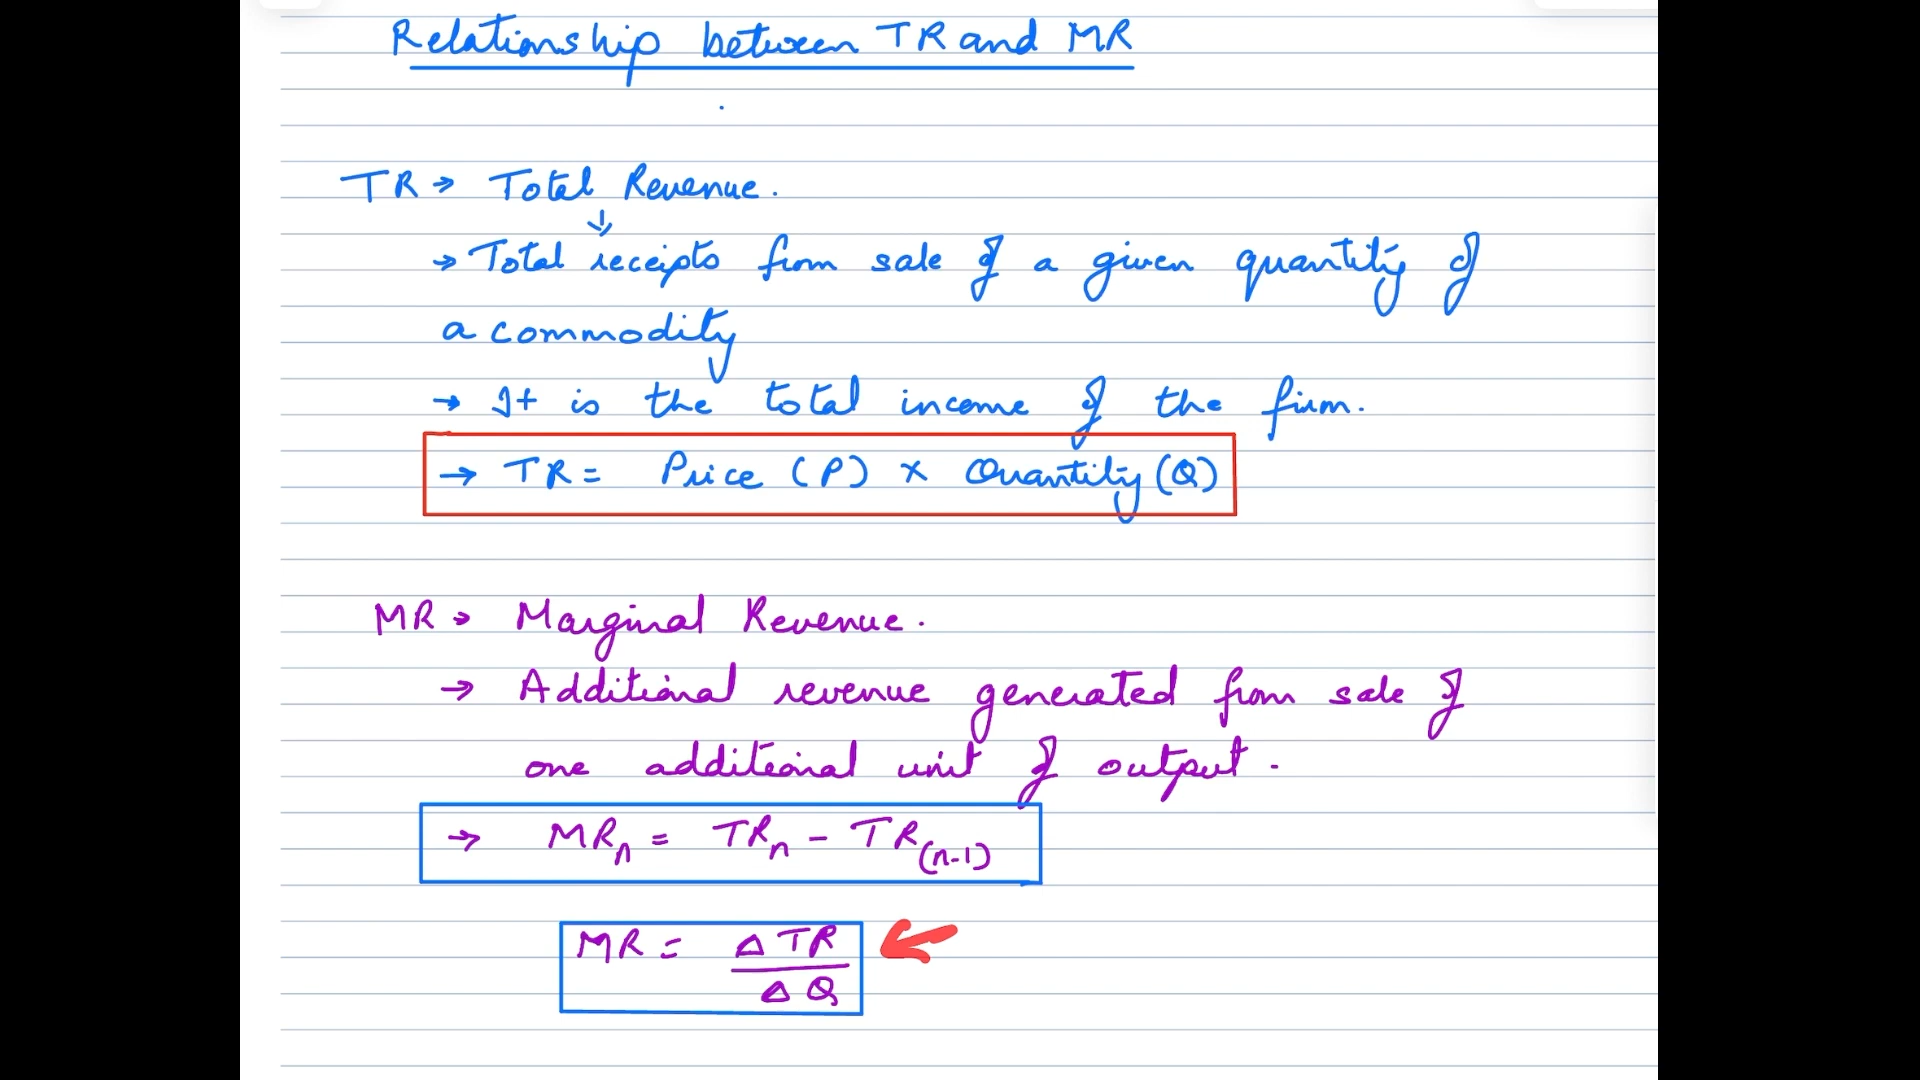 Relationship between TR and MR
TR → Total Revenue.
↓
→ Total receipts from sale of a given quantity of
a commodity
→ It is the total income of the firm.
→ TR = Price (P) × Quantity (Q)
MR → Marginal Revenue.
→ Additional revenue generated from sale of
one additional unit of output.
→ MRₙ = TRₙ - TR₍ₙ₋₁₎
MR = Δ TR
Δ Q